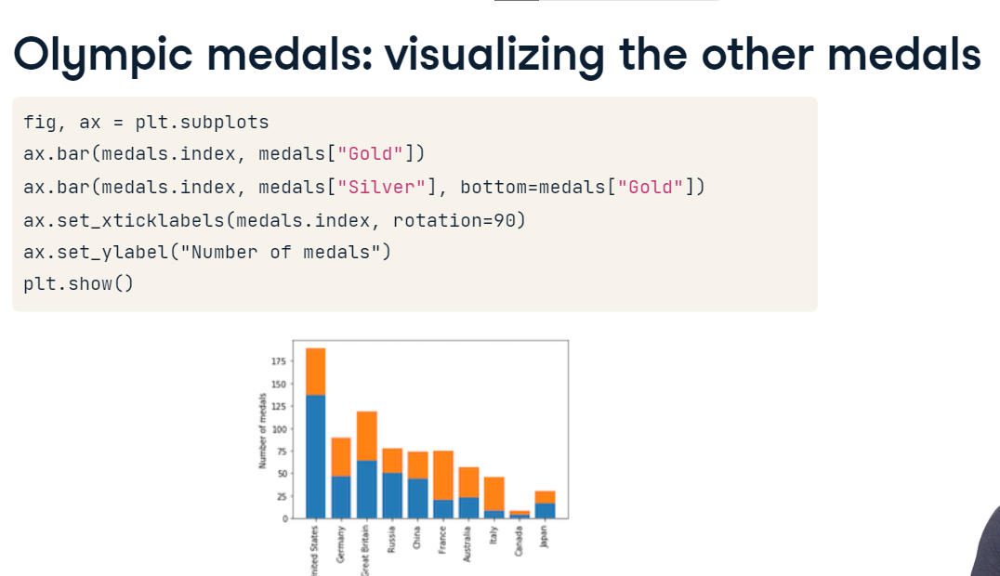 Olympic medals: visualizing the other medals
fig, ax = plt.subplots
ax.bar(medals.index, medals["Gold"])
ax.bar(medals.index, medals["Silver"], bottom=medals["Gold"])
ax.set_xticklabels(medals.index, rotation=90)
ax.set_ylabel("Number of medals")
plt.show()
Number of medals
175
150
125
100
75
50
25
0
nited States
Germany
Great Britain
Russia
China
France
Australia
Italy
Canada
Japan